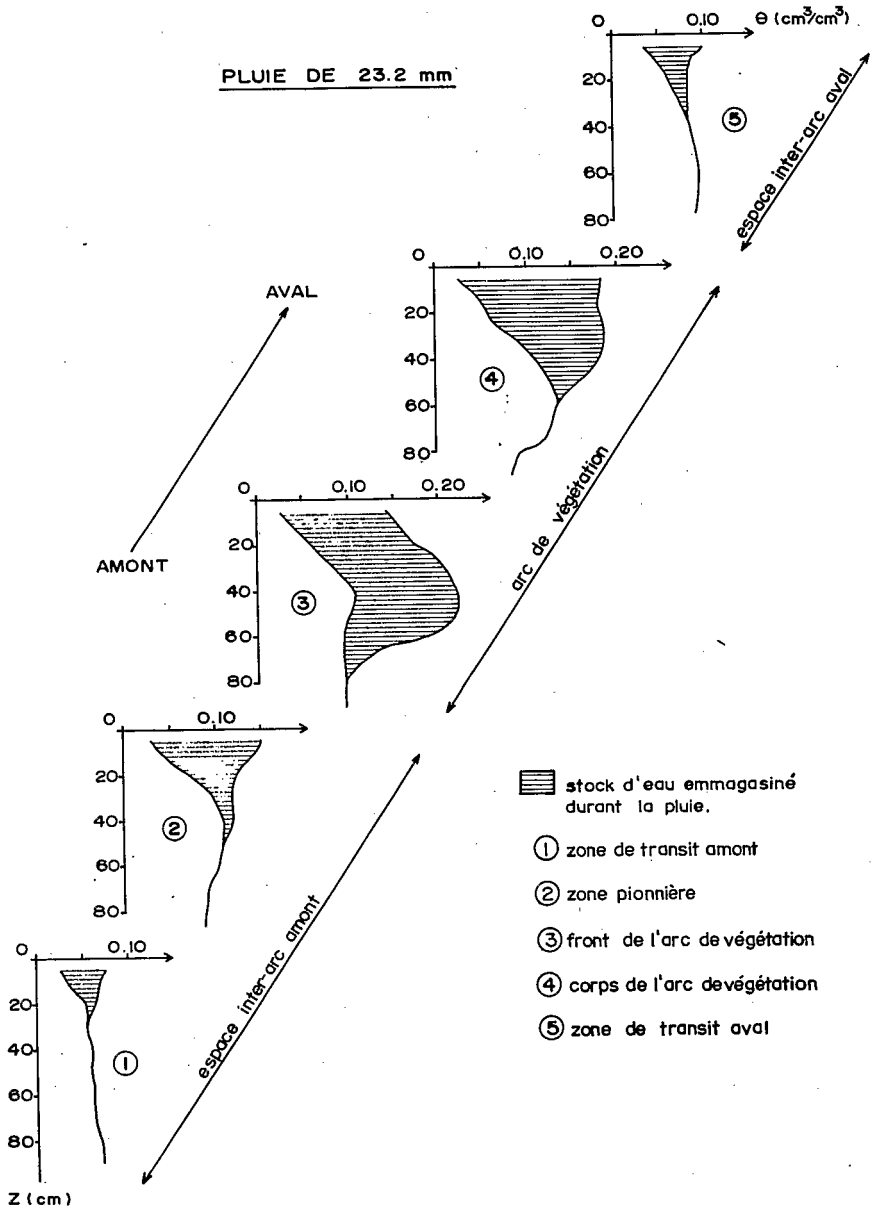 PLUIE DE 23.2 mm
0 0.10 Θ (cm³/cm³)
20
40
60
80
5
espace inter-arc aval
0 0.10 0.20
20
40
60
80
4
AVAL
AMONT
arc de végétation
0 0.10 0.20
20
40
60
80
3
0 0.10
20
40
60
80
2
espace inter-arc amont
0 0.10
20
40
60
80
1
Z (cm)
stock d'eau emmagasiné
durant la pluie.
1 zone de transit amont
2 zone pionnière
3 front de l'arc de végétation
4 corps de l'arc de végétation
5 zone de transit aval